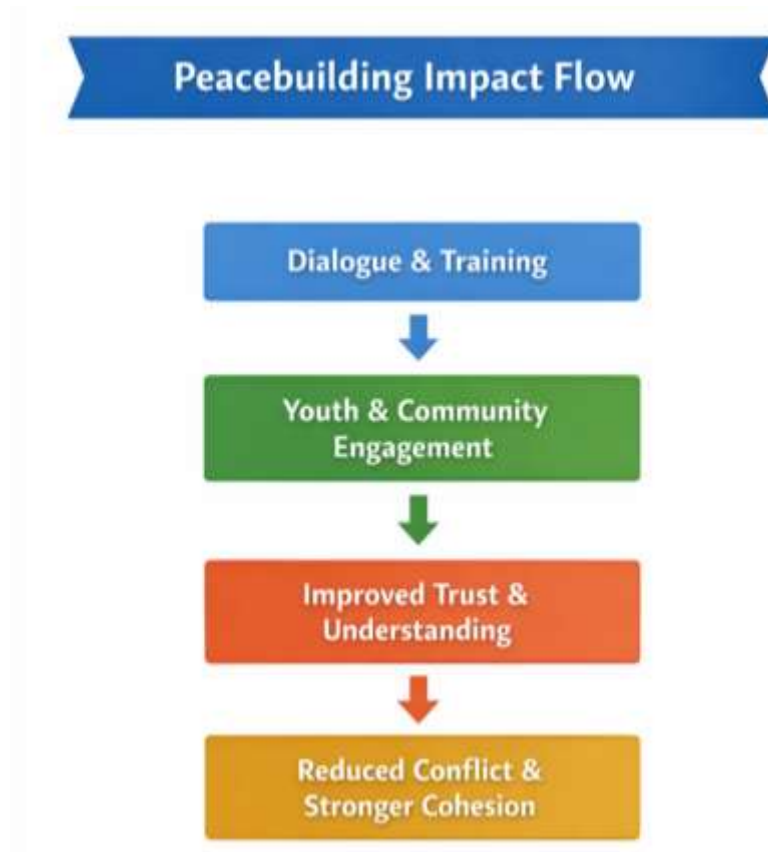 Peacebuilding Impact Flow
Dialogue & Training
Youth & Community
Engagement
Improved Trust &
Understanding
Reduced Conflict &
Stronger Cohesion